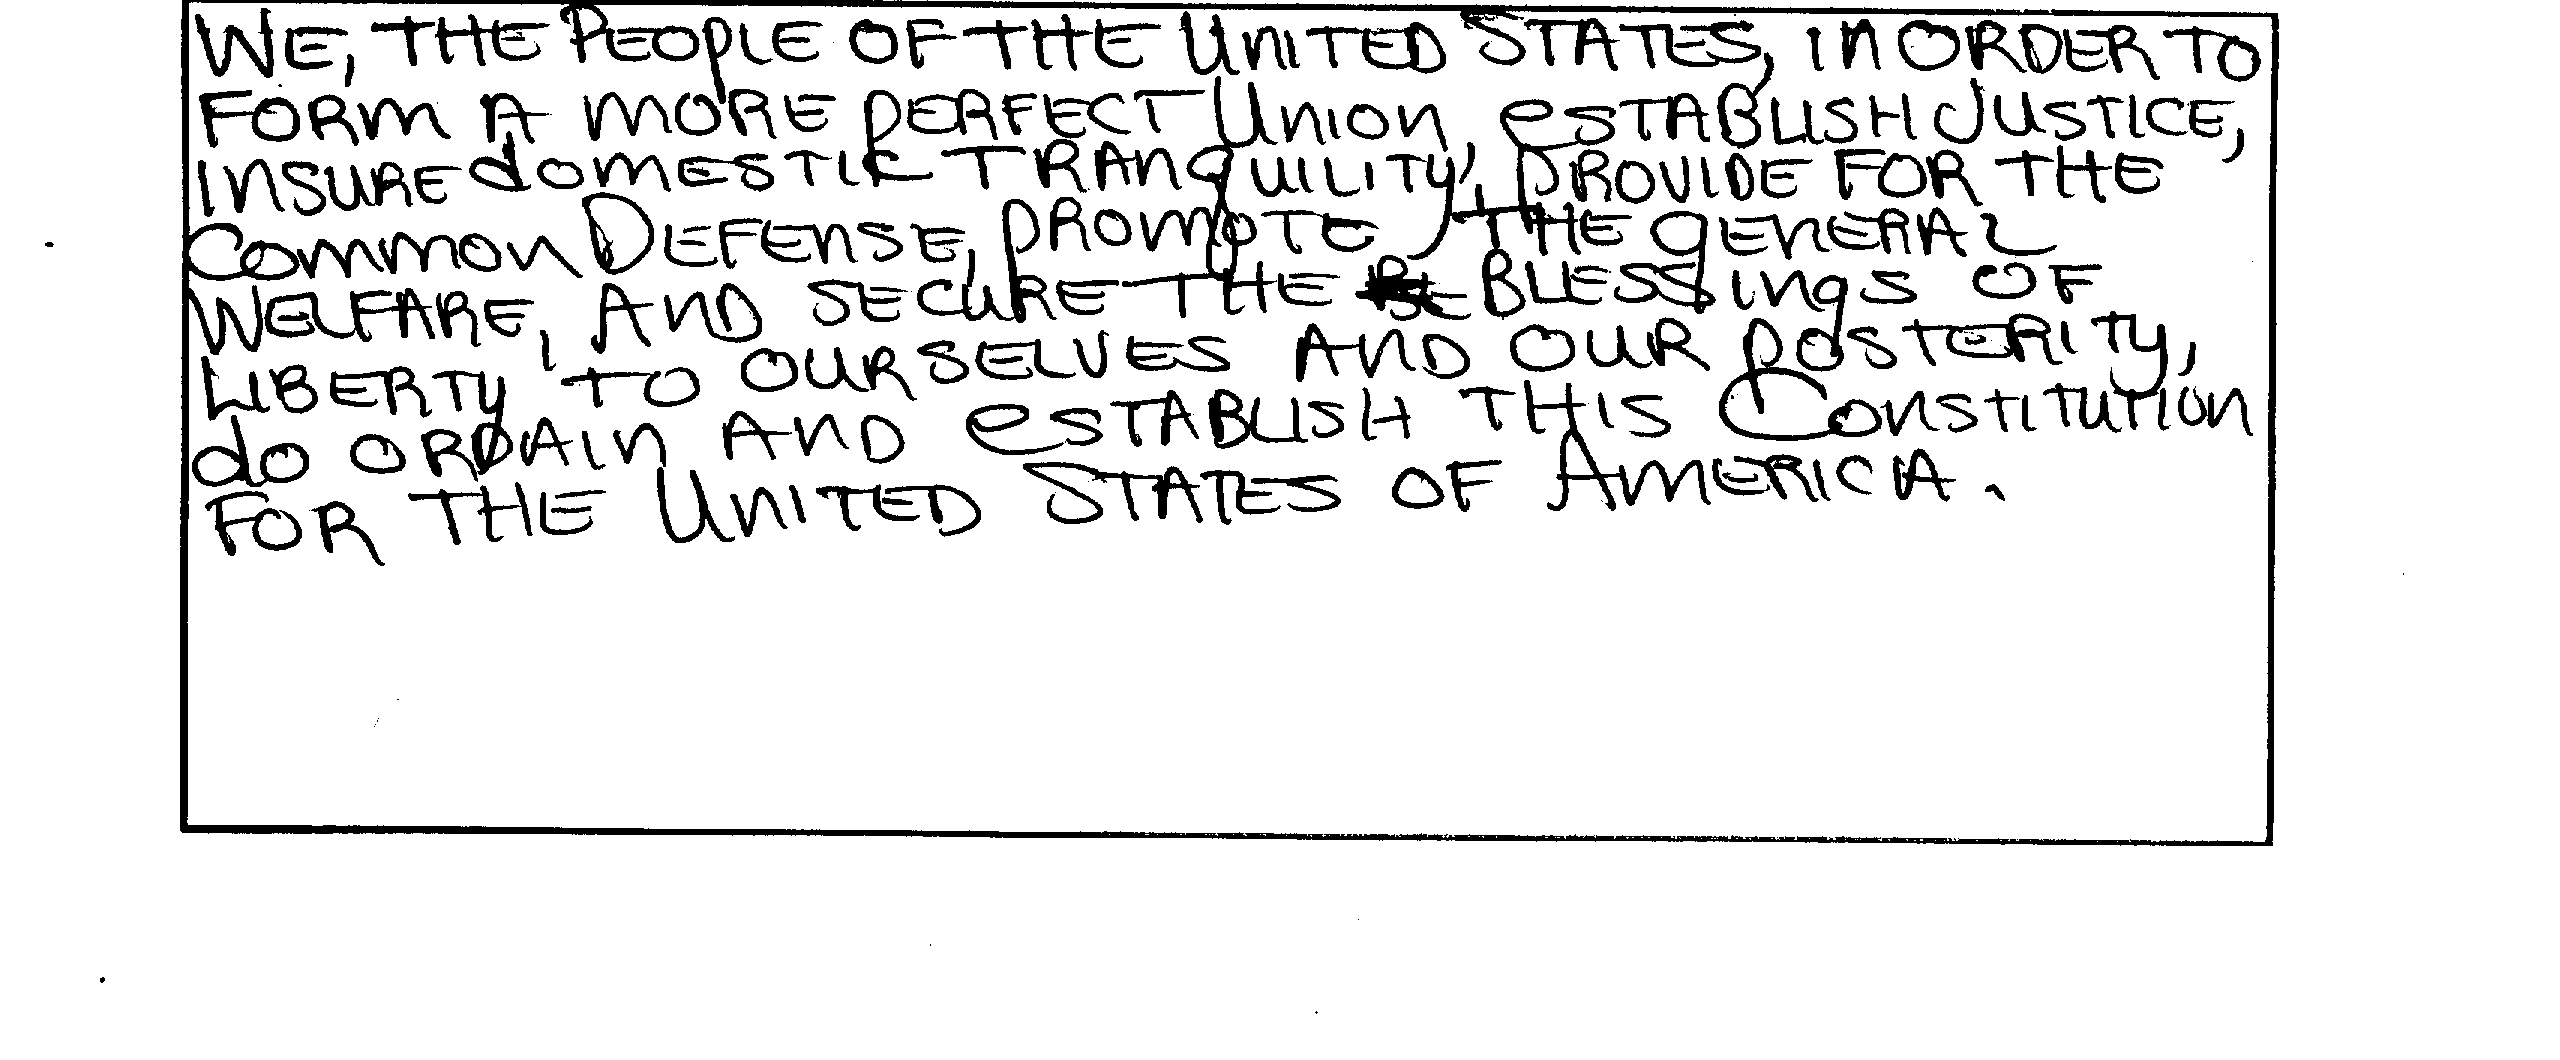 WE, THE PEOPLE OF THE UNITED STATES, IN ORDER TO
FORM A MORE PERFECT UNION, ESTABLISH JUSTICE,
INSURE DOMESTIC TRANQUILITY, PROVIDE FOR THE
COMMON DEFENSE, PROMOTE THE GENERAL
WELFARE, AND SECURE THE BLESSINGS OF
LIBERTY TO OURSELVES AND OUR POSTERITY,
DO ORDAIN AND ESTABLISH THIS CONSTITUTION
FOR THE UNITED STATES OF AMERICA.